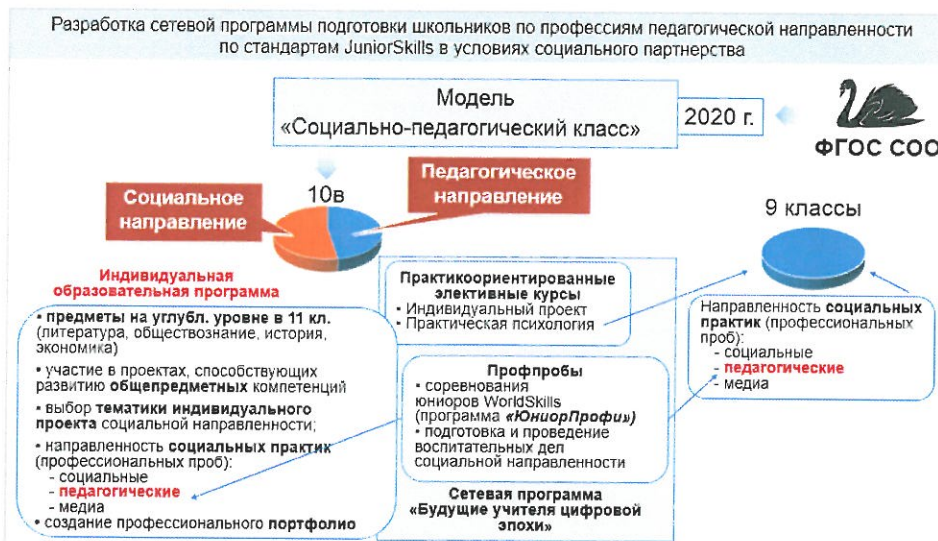 Разработка сетевой программы подготовки школьников по профессиям педагогической направленности
по стандартам JuniorSkills в условиях социального партнерства
Модель
«Социально-педагогический класс»
2020 г.
ФГОС СОО
Социальное
направление
10в
Педагогическое
направление
9 классы
Индивидуальная
образовательная программа
• предметы на углубл. уровне в 11 кл.
(литература, обществознание, история,
экономика)
• участие в проектах, способствующих
развитию общепредметных компетенций
• выбор тематики индивидуального
проекта социальной направленности;
• направленность социальных практик
(профессиональных проб):
- социальные
- педагогические
- медиа
• создание профессионального портфолио
Практикоориентированные
элективные курсы
• Индивидуальный проект
• Практическая психология
Профпробы
• соревнования
юниоров WorldSkills
(программа «ЮниорПрофи»)
• подготовка и проведение
воспитательных дел
социальной направленности
Сетевая программа
«Будущие учителя цифровой
эпохи»
Направленность социальных
практик (профессиональных
проб):
- социальные
- педагогические
- медиа